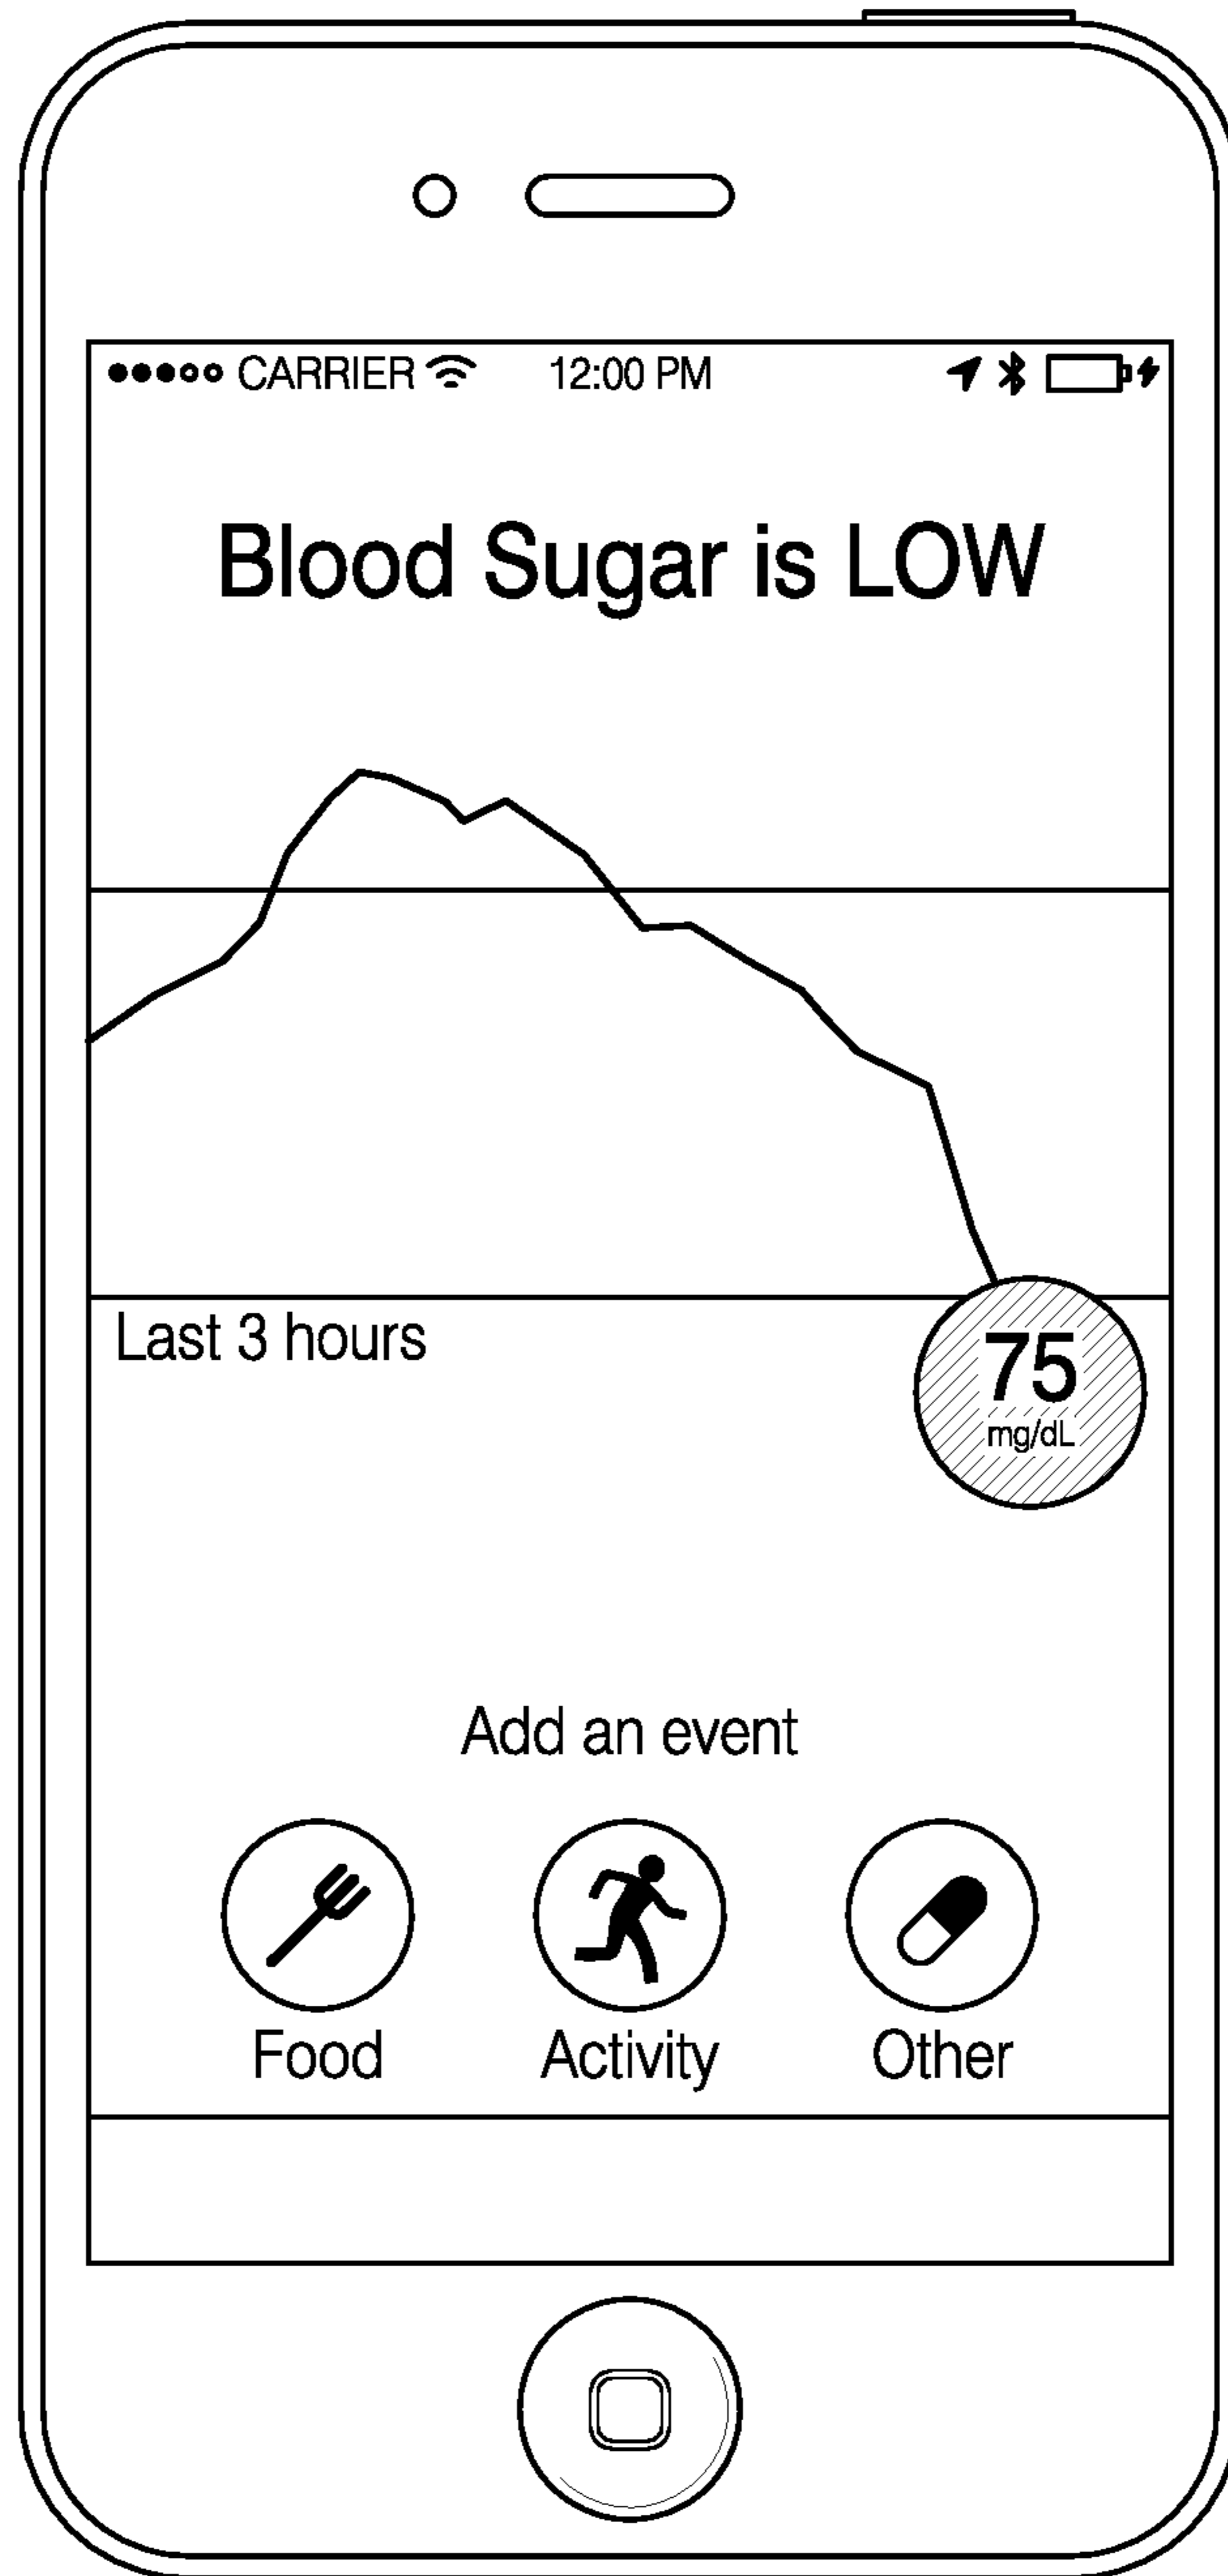 CARRIER 12:00 PM
Blood Sugar is LOW
Last 3 hours
75
mg/dL
Add an event
Food Activity Other